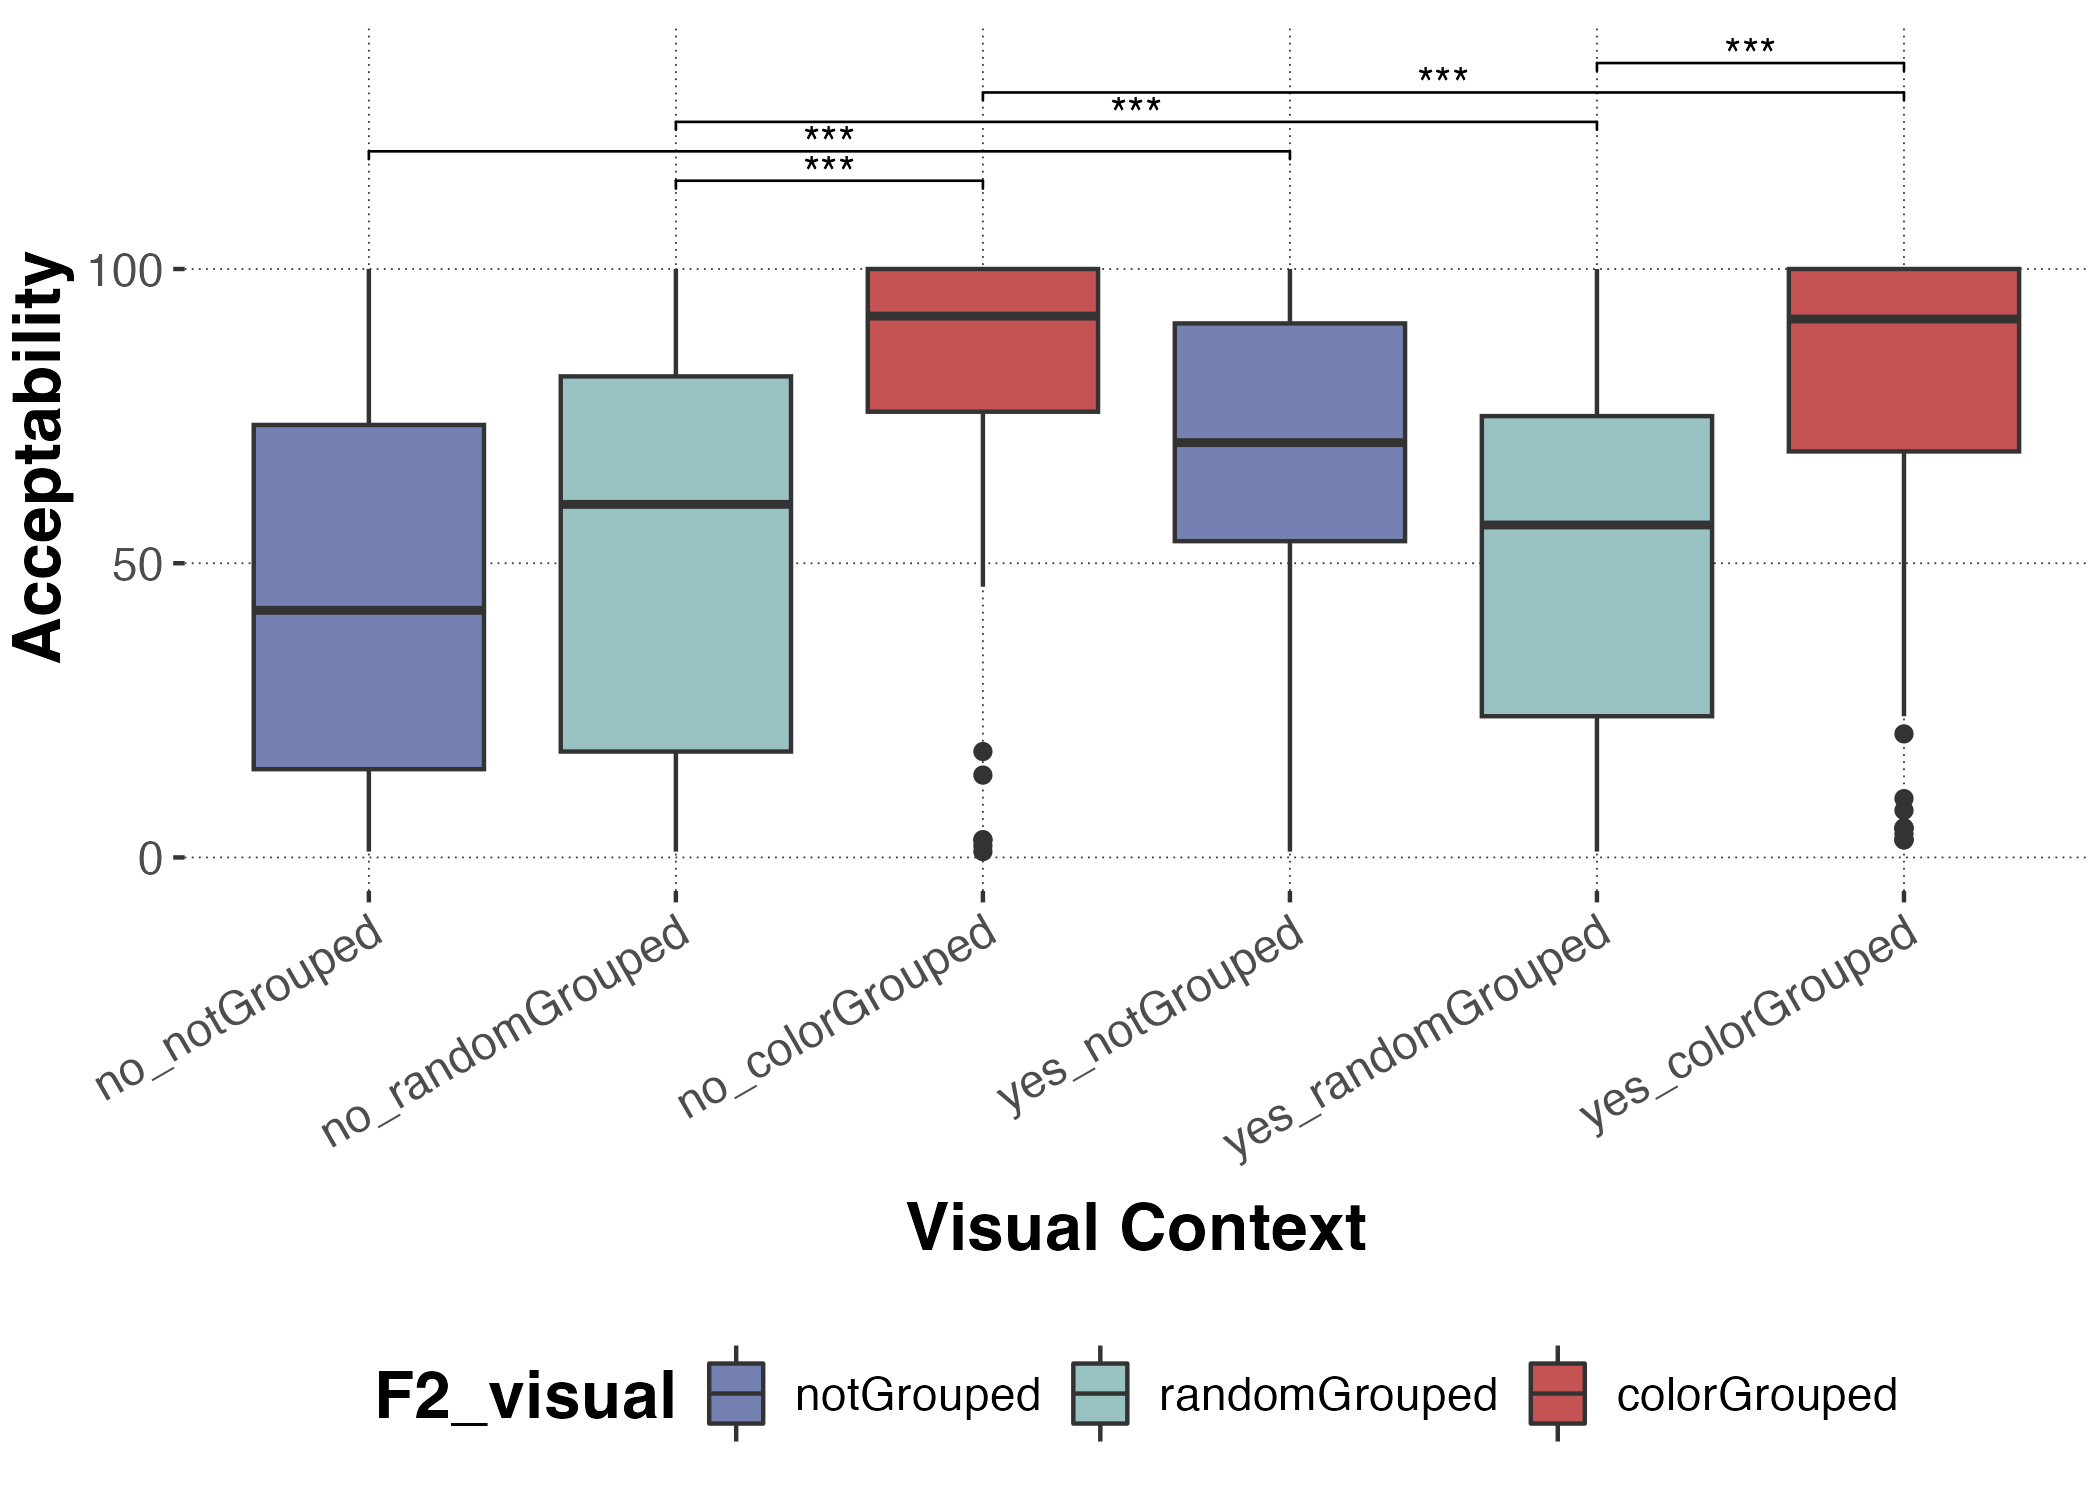 ***
***
***
***
***
Acceptability
100
50
0
no_notGrouped
no_randomGrouped
no_colorGrouped
yes_notGrouped
yes_randomGrouped
yes_colorGrouped
Visual Context
F2_visual notGrouped randomGrouped colorGrouped